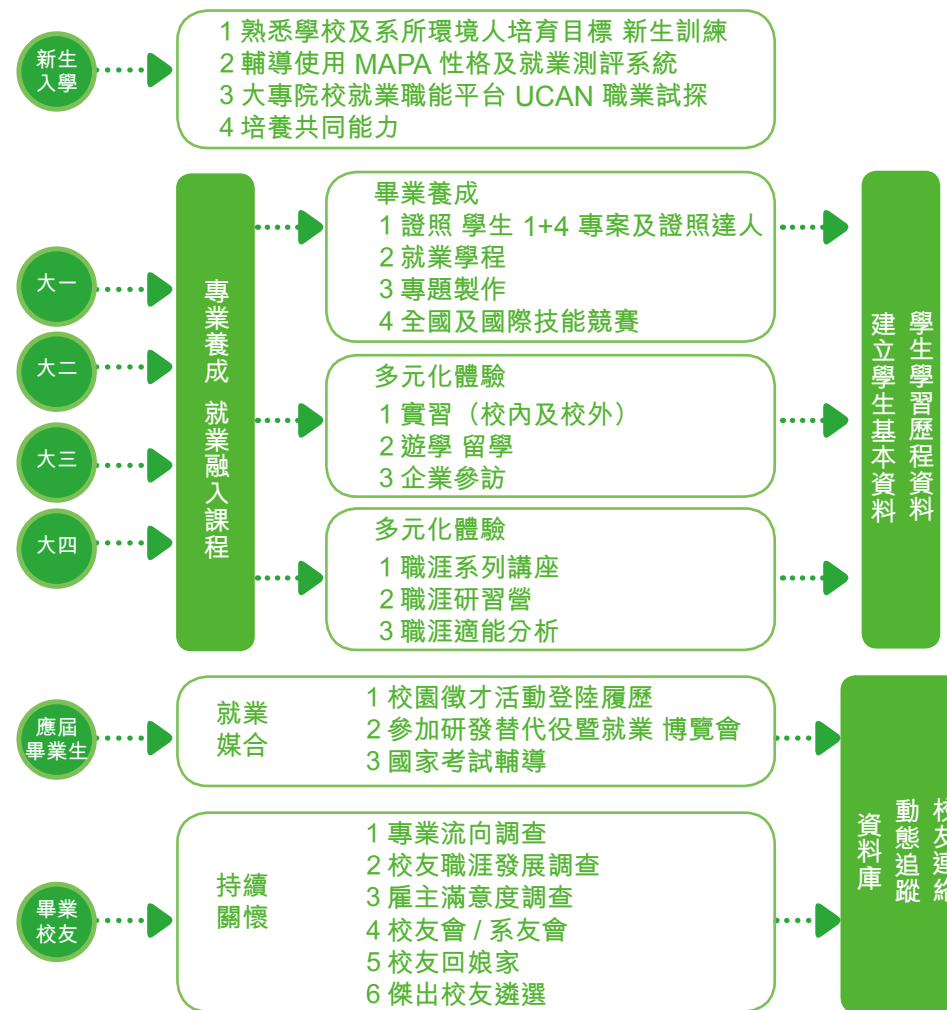 新生
入學
1 熟悉學校及系所環境人培育目標 新生訓練
2 輔導使用 MAPA 性格及就業測評系統
3 大專院校就業職能平台 UCAN 職業試探
4 培養共同能力
大一
大二
大三
大四
專業養成 就業融入課程
畢業養成
1 證照 學生 1+4 專案及證照達人
2 就業學程
3 專題製作
4 全國及國際技能競賽
多元化體驗
1 實習（校內及校外）
2 遊學 留學
3 企業參訪
多元化體驗
1 職涯系列講座
2 職涯研習營
3 職涯適能分析
學生學習歷程資料
建立學生基本資料
應屆
畢業生
就業
媒合
1 校園徵才活動登陸履歷
2 參加研發替代役暨就業 博覽會
3 國家考試輔導
畢業
校友
持續
關懷
1 專業流向調查
2 校友職涯發展調查
3 雇主滿意度調查
4 校友會 / 系友會
5 校友回娘家
6 傑出校友遴選
校友連絡
動態追蹤
資料庫